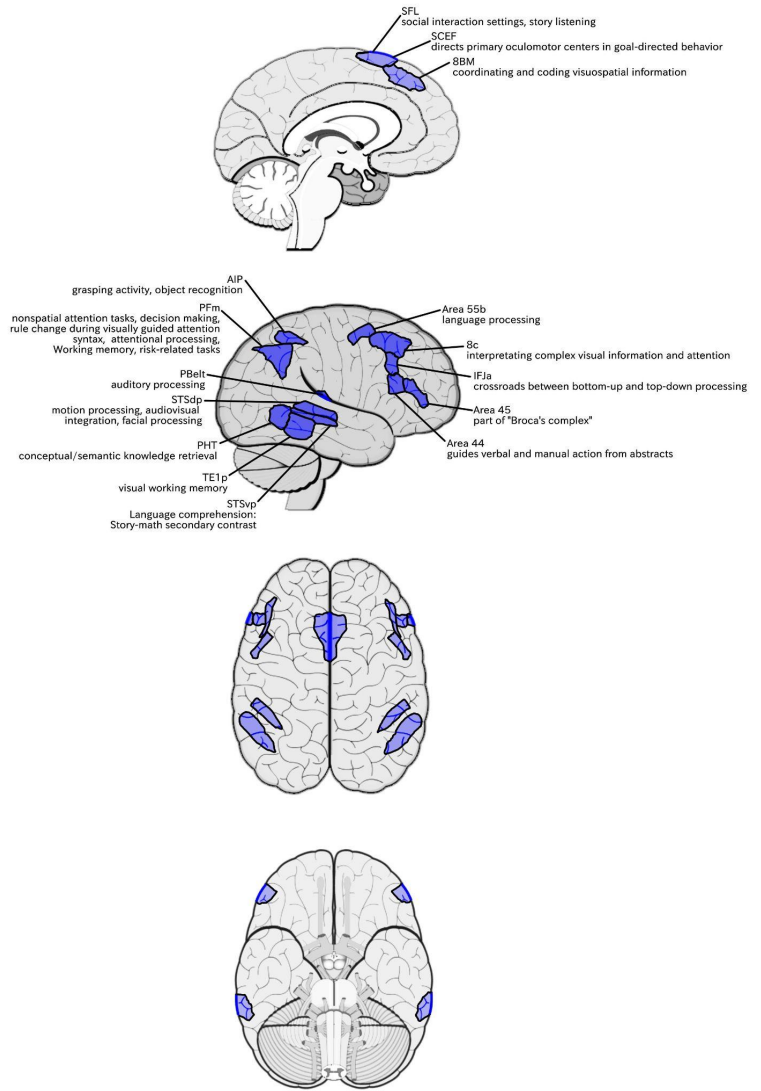 SFL
social interaction settings, story listening
SCEF
directs primary oculomotor centers in goal-directed behavior
8BM
coordinating and coding visuospatial information
AIP
grasping activity, object recognition
PFm
nonspatial attention tasks, decision making,
rule change during visually guided attention
syntax, attentional processing,
Working memory, risk-related tasks
PBelt
auditory processing
STSdp
motion processing, audiovisual
integration, facial processing
PHT
conceptual/semantic knowledge retrieval
TE1p
visual working memory
STSvp
Language comprehension:
Story-math secondary contrast
Area 55b
language processing
8c
interpretating complex visual information and attention
IFJa
crossroads between bottom-up and top-down processing
Area 45
part of "Broca's complex"
Area 44
guides verbal and manual action from abstracts